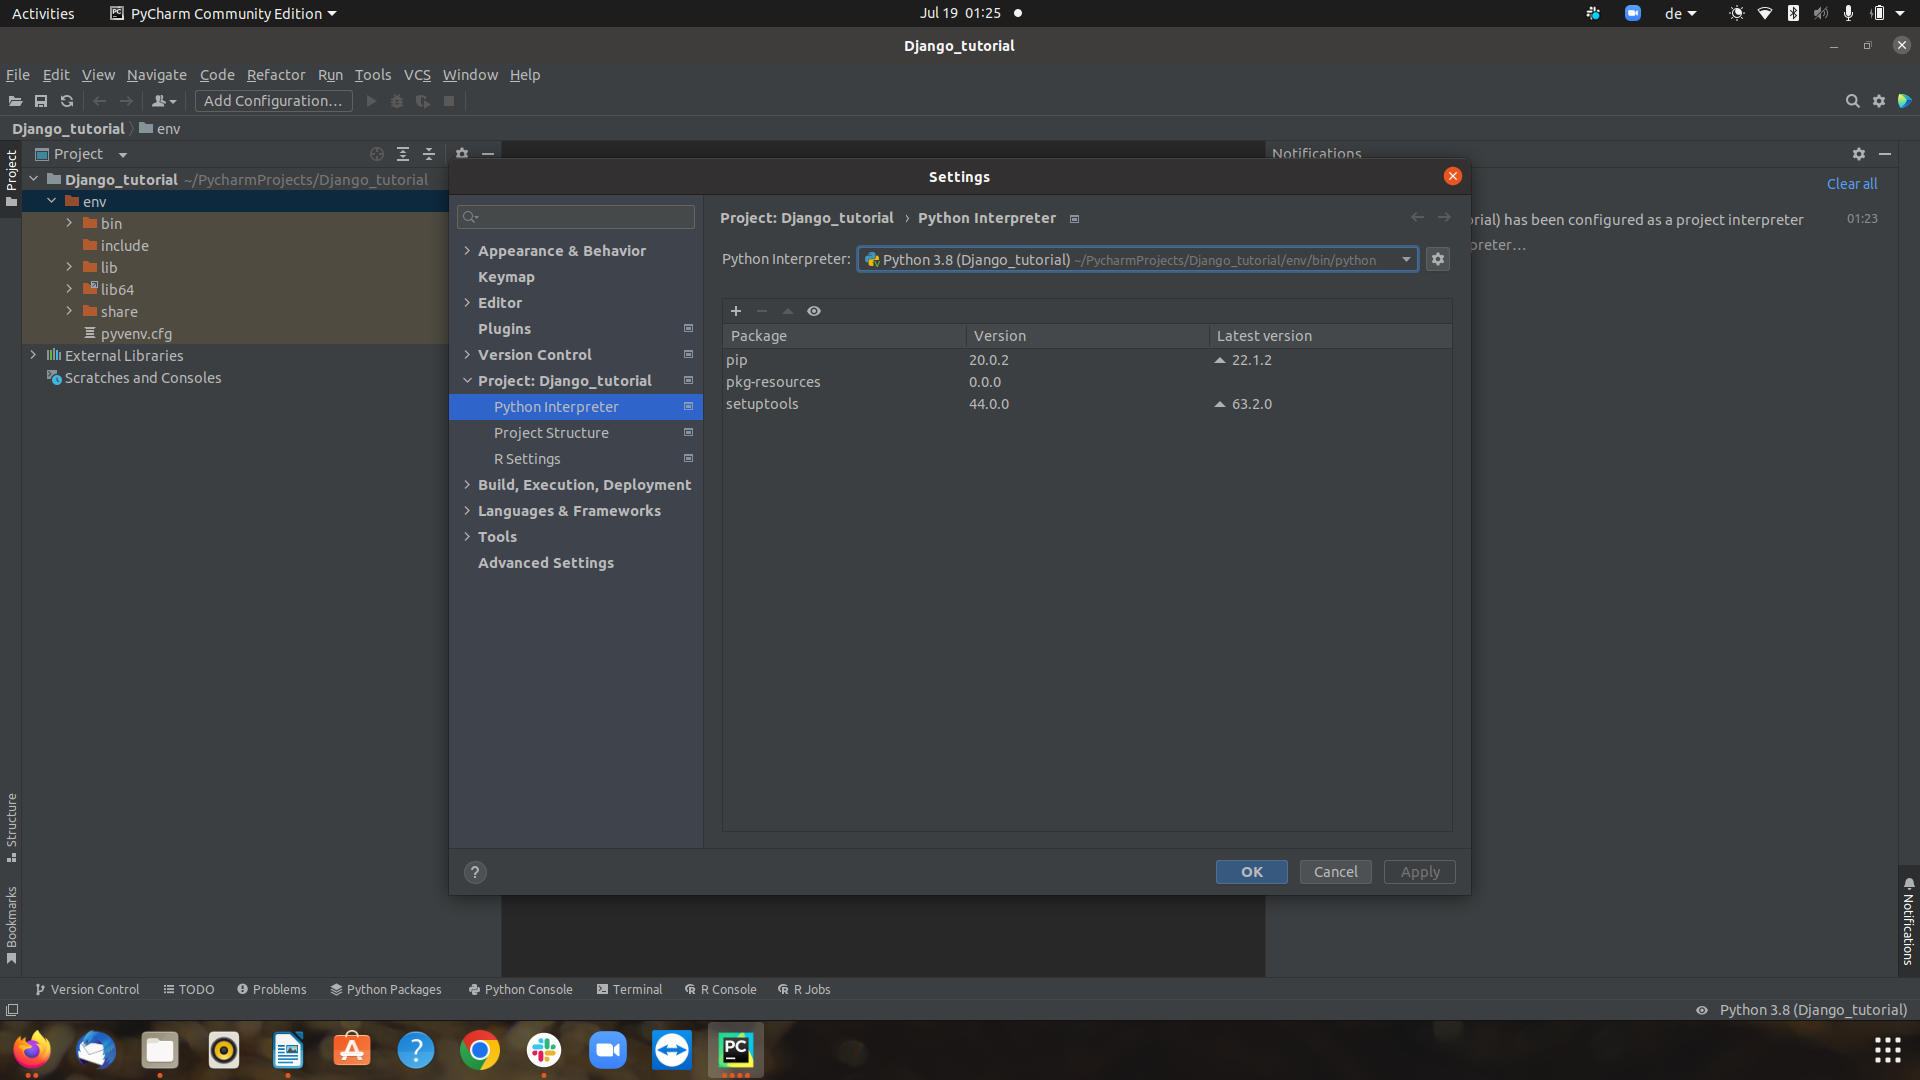 Activities
PyCharm Community Edition
Jul 19 01:25
de
Django_tutorial
File Edit View Navigate Code Refactor Run Tools VCS Window Help
Add Configuration...
Django_tutorial env
Project
Project
Django_tutorial ~/PycharmProjects/Django_tutorial
env
bin
include
lib
lib64
share
pyvenv.cfg
External Libraries
Scratches and Consoles
Structure
Bookmarks
Notifications
Clear all
rial) has been configured as a project interpreter
01:23
preter...
Notifications
Settings
Appearance & Behavior
Keymap
Editor
Plugins
Version Control
Project: Django_tutorial
Python Interpreter
Project Structure
R Settings
Build, Execution, Deployment
Languages & Frameworks
Tools
Advanced Settings
Project: Django_tutorial › Python Interpreter
Python Interpreter: Python 3.8 (Django_tutorial) ~/PycharmProjects/Django_tutorial/env/bin/python
Package Version Latest version
pip 20.0.2 22.1.2
pkg-resources 0.0.0
setuptools 44.0.0 63.2.0
?
OK
Cancel
Apply
Version Control TODO Problems Python Packages Python Console Terminal R Console R Jobs
Python 3.8 (Django_tutorial)
PC